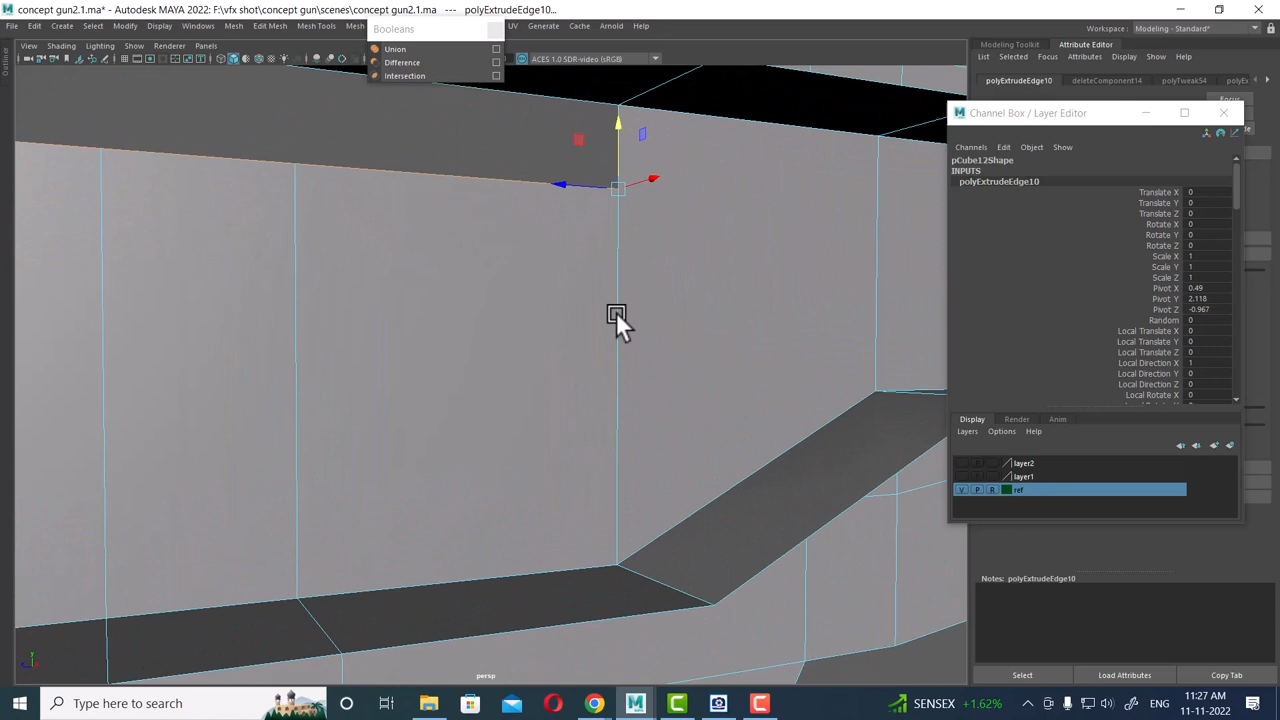 concept gun2.1.ma* - Autodesk MAYA 2022: F:\vfx shot\concept gun\scenes\concept gun2.1.ma --- polyExtrudeEdge10...
File Edit Create Select Modify Display Windows Mesh Edit Mesh Mesh Tools UV Generate Cache Arnold Help
Workspace: Modeling - Standard*
Booleans
Union
Difference
Intersection
View Shading Lighting Show Renderer Panels
ACES 1.0 SDR-video (sRGB)
Outliner
Modeling Toolkit Attribute Editor
List Selected Focus Attributes Display Show Help
polyExtrudeEdge10 deleteComponent14 polyTweak54 polyEx
Focus
Channel Box / Layer Editor
Channels Edit Object Show
pCube12Shape
INPUTS
polyExtrudeEdge10
Translate X 0
Translate Y 0
Translate Z 0
Rotate X 0
Rotate Y 0
Rotate Z 0
Scale X 1
Scale Y 1
Scale Z 1
Pivot X 0.49
Pivot Y 2.118
Pivot Z -0.967
Random 0
Local Translate X 0
Local Translate Y 0
Local Translate Z 0
Local Direction X 1
Local Direction Y 0
Local Direction Z 0
Local Rotate X 0
Display Render Anim
Layers Options Help
layer2
layer1
V P R ref
Notes: polyExtrudeEdge10
persp
Select Load Attributes Copy Tab
Type here to search
SENSEX +1.62%
ENG
11:27 AM
11-11-2022